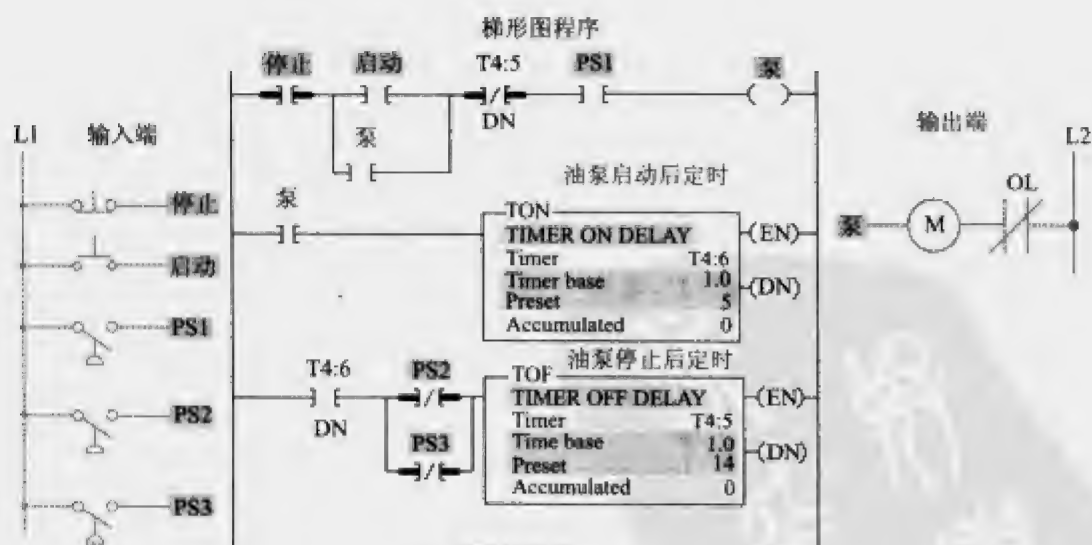 梯形图程序
停止 启动 T4:5 PS1 泵
DN
泵
L1 输入端
停止
启动
PS1
PS2
PS3
泵
油泵启动后定时
TON
TIMER ON DELAY
Timer T4:6
Timer base 1.0
Preset 5
Accumulated 0
(EN)
(DN)
T4:6 PS2
DN
PS3
油泵停止后定时
TOF
TIMER OFF DELAY
Timer T4:5
Time base 1.0
Preset 14
Accumulated 0
(EN)
(DN)
输出端 L2
OL
泵 M